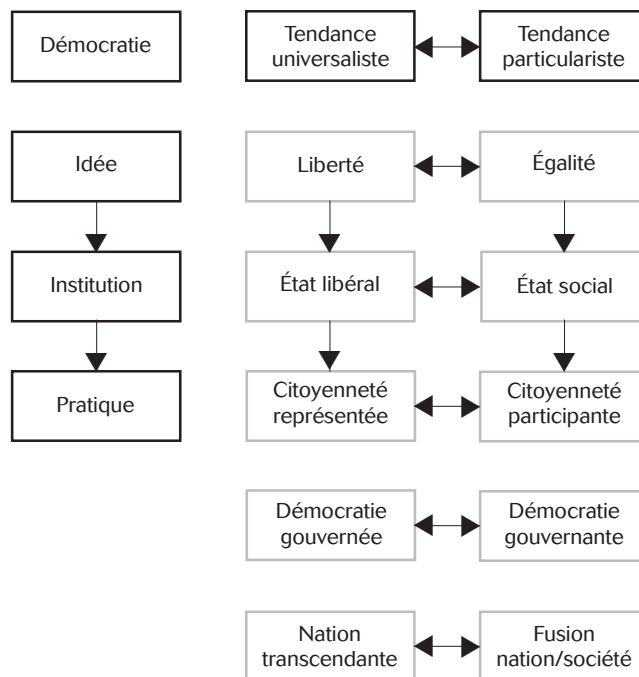 Démocratie
Tendance
universaliste
Tendance
particulariste
Idée
Liberté
Égalité
Institution
État libéral
État social
Pratique
Citoyenneté
représentée
Citoyenneté
participante
Démocratie
gouvernée
Démocratie
gouvernante
Nation
transcendante
Fusion
nation/société